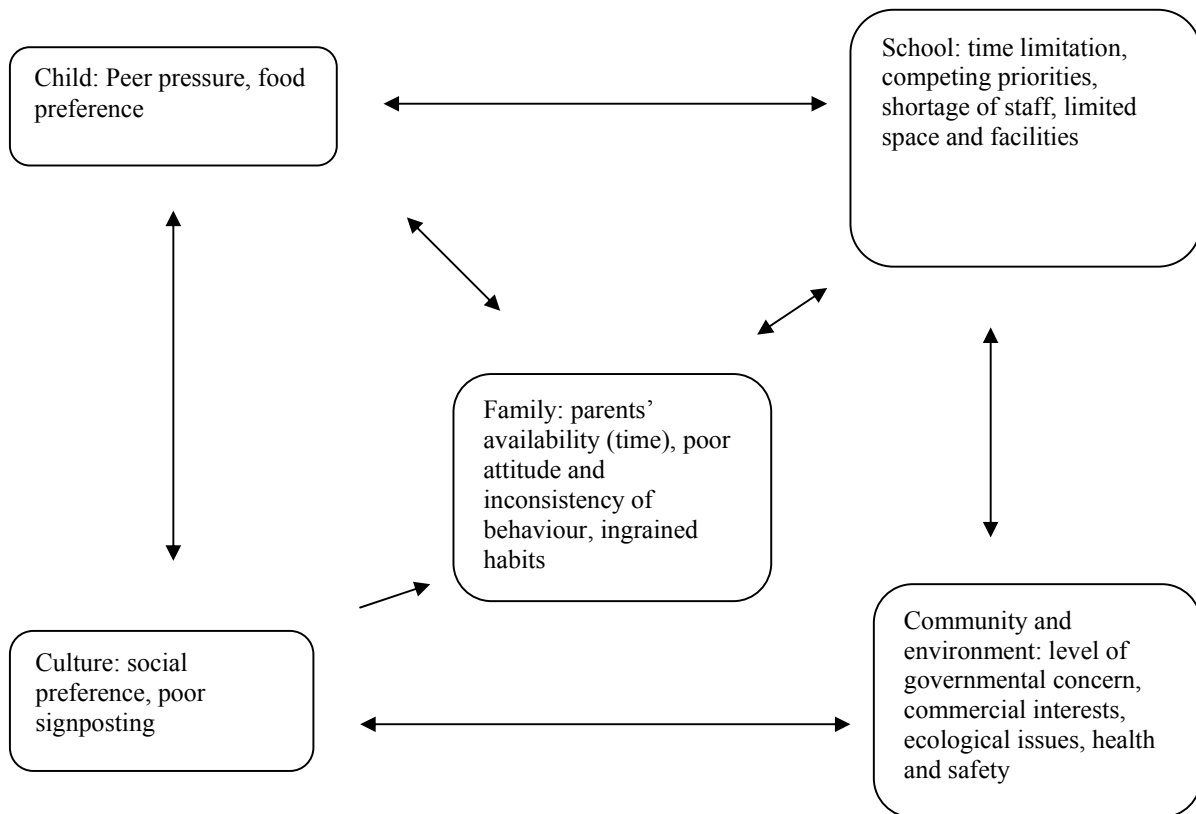 Child: Peer pressure, food
preference
School: time limitation,
competing priorities,
shortage of staff, limited
space and facilities
Family: parents’
availability (time), poor
attitude and
inconsistency of
behaviour, ingrained
habits
Culture: social
preference, poor
signposting
Community and
environment: level of
governmental concern,
commercial interests,
ecological issues, health
and safety